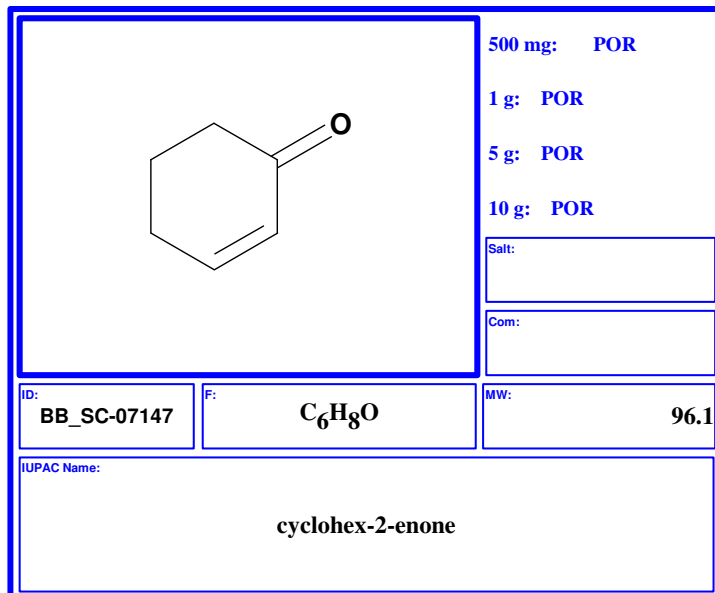 O
500 mg: POR
1 g: POR
5 g: POR
10 g: POR
Salt:
Com:
ID:
BB_SC-07147
F:
C6H8O
MW:
96.1
IUPAC Name:
cyclohex-2-enone